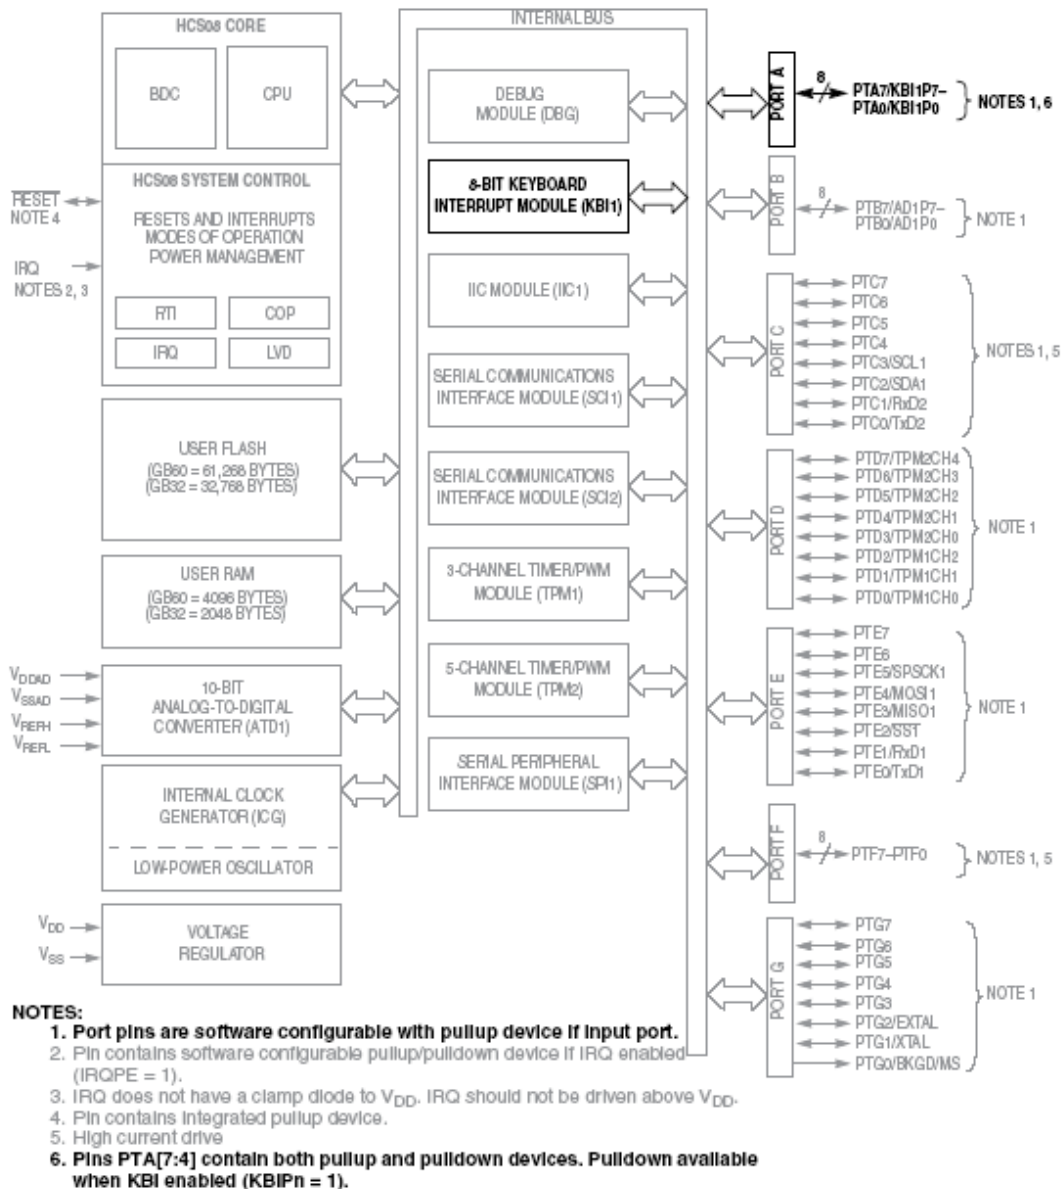 INTERNAL BUS
HCS08 CORE
BDC
CPU
HCS08 SYSTEM CONTROL
RESETS AND INTERRUPTS
MODES OF OPERATION
POWER MANAGEMENT
RTI
COP
IRQ
LVD
RESET
NOTE 4
IRQ
NOTES 2, 3
USER FLASH
(GB60 = 61,268 BYTES)
(GB32 = 32,768 BYTES)
USER RAM
(GB60 = 4096 BYTES)
(GB32 = 2048 BYTES)
VDDAD
VSSAD
VREFH
VREFL
10-BIT
ANALOG-TO-DIGITAL
CONVERTER (ATD1)
INTERNAL CLOCK
GENERATOR (ICG)
LOW-POWER OSCILLATOR
VDD
VSS
VOLTAGE
REGULATOR
DEBUG
MODULE (DBG)
8-BIT KEYBOARD
INTERRUPT MODULE (KBI1)
IIC MODULE (IIC1)
SERIAL COMMUNICATIONS
INTERFACE MODULE (SCI1)
SERIAL COMMUNICATIONS
INTERFACE MODULE (SCI2)
3-CHANNEL TIMER/PWM
MODULE (TPM1)
5-CHANNEL TIMER/PWM
MODULE (TPM2)
SERIAL PERIPHERAL
INTERFACE MODULE (SPI1)
PORT A
8
PTA7/KBI1P7–
PTA0/KBI1P0
NOTES 1, 6
PORT B
8
PTB7/AD1P7–
PTB0/AD1P0
NOTE 1
PORT C
PTC7
PTC6
PTC5
PTC4
PTC3/SCL1
PTC2/SDA1
PTC1/RxD2
PTC0/TxD2
NOTES 1, 5
PORT D
PTD7/TPM2CH4
PTD6/TPM2CH3
PTD5/TPM2CH2
PTD4/TPM2CH1
PTD3/TPM2CH0
PTD2/TPM1CH2
PTD1/TPM1CH1
PTD0/TPM1CH0
NOTE 1
PORT E
PTE7
PTE6
PTE5/SPSCK1
PTE4/MOSI1
PTE3/MISO1
PTE2/SS1
PTE1/RxD1
PTE0/TxD1
NOTE 1
PORT F
8
PTF7–PTF0
NOTES 1, 5
PORT G
PTG7
PTG6
PTG5
PTG4
PTG3
PTG2/EXTAL
PTG1/XTAL
PTG0/BKGD/MS
NOTE 1
NOTES:
1. Port pins are software configurable with pullup device if input port.
2. Pin contains software configurable pullup/pulldown device if IRQ enabled
(IRQPE = 1).
3. IRQ does not have a clamp diode to VDD. IRQ should not be driven above VDD.
4. Pin contains integrated pullup device.
5. High current drive
6. Pins PTA[7:4] contain both pullup and pulldown devices. Pulldown available
when KBI enabled (KBIPn = 1).